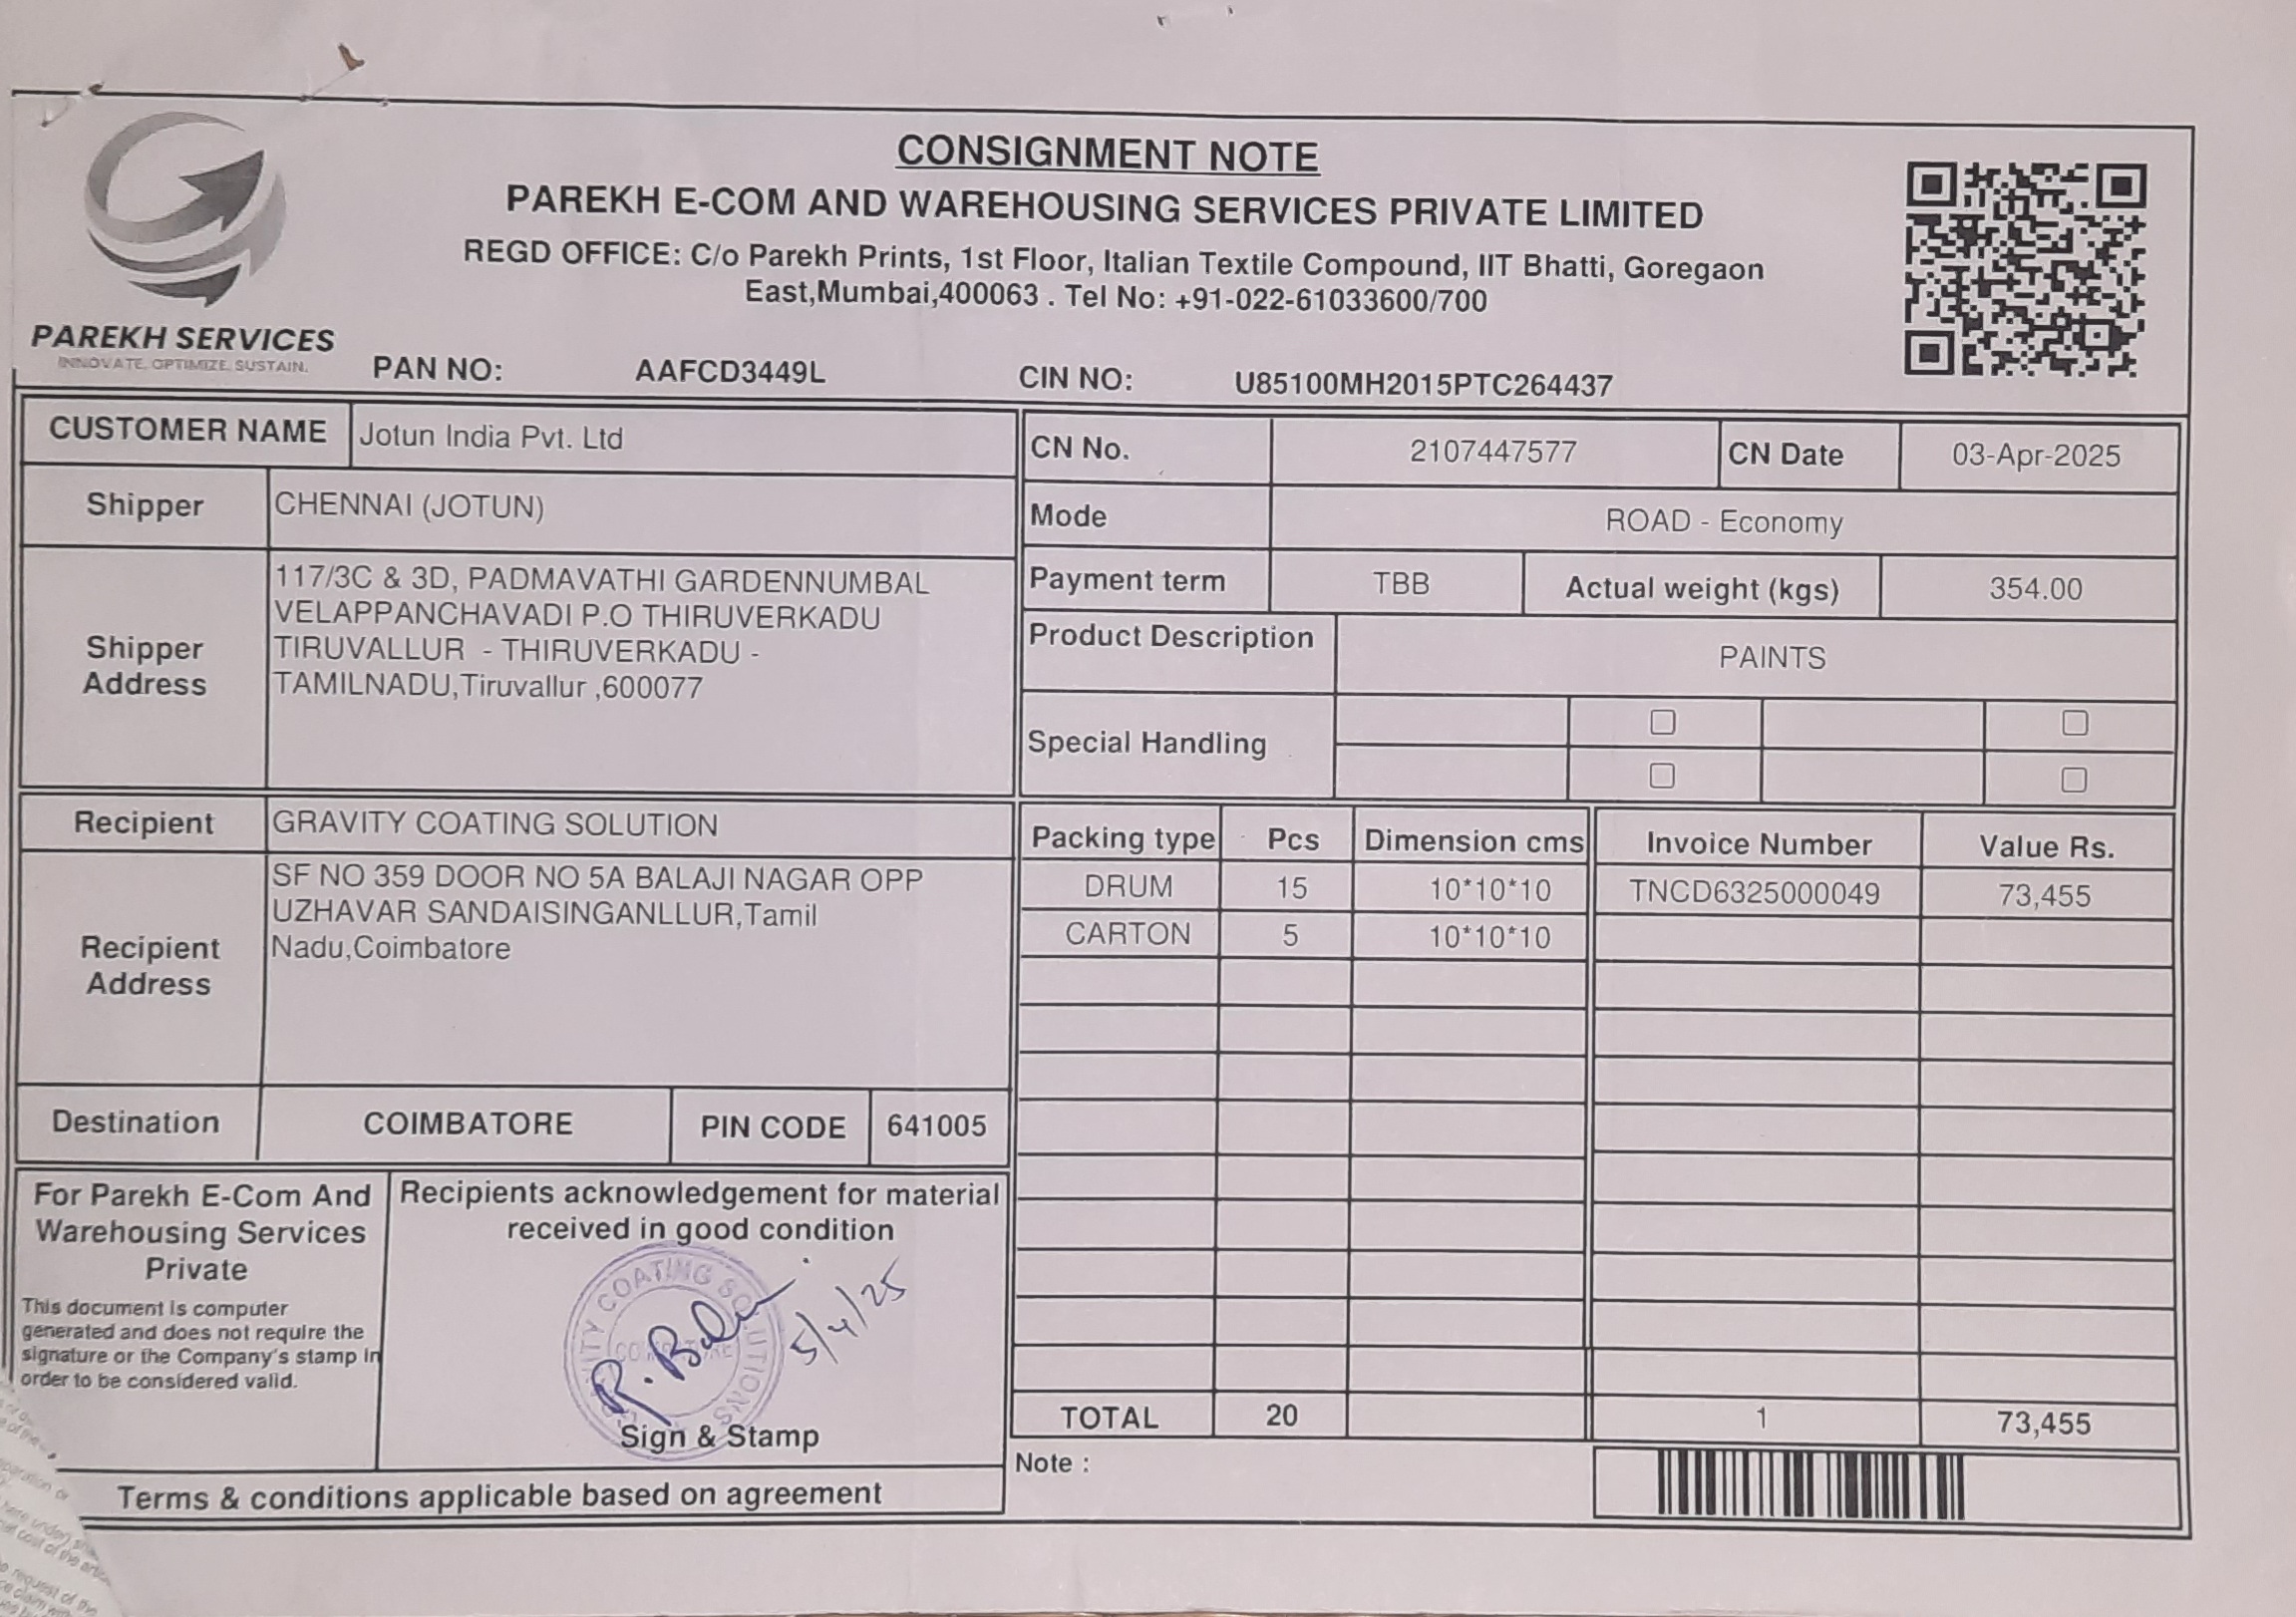 CONSIGNMENT NOTE
PAREKH E-COM AND WAREHOUSING SERVICES PRIVATE LIMITED
REGD OFFICE: C/o Parekh Prints, 1st Floor, Italian Textile Compound, IIT Bhatti, Goregaon
East,Mumbai,400063 . Tel No: +91-022-61033600/700
PAREKH SERVICES
INNOVATE. OPTIMIZE. SUSTAIN.
PAN NO: AAFCD3449L CIN NO: U85100MH2015PTC264437
CUSTOMER NAME Jotun India Pvt. Ltd
Shipper CHENNAI (JOTUN)
Shipper Address
117/3C & 3D, PADMAVATHI GARDENNUMBAL
VELAPPANCHAVADI P.O THIRUVERKADU
TIRUVALLUR - THIRUVERKADU -
TAMILNADU,Tiruvallur ,600077
Recipient GRAVITY COATING SOLUTION
Recipient Address
SF NO 359 DOOR NO 5A BALAJI NAGAR OPP
UZHAVAR SANDAISINGANLLUR,Tamil
Nadu,Coimbatore
Destination COIMBATORE PIN CODE 641005
For Parekh E-Com And
Warehousing Services
Private
This document is computer
generated and does not require the
signature or the Company's stamp in
order to be considered valid.
Recipients acknowledgement for material
received in good condition
COATING SOLUTIONS
5/4/25
Sign & Stamp
Terms & conditions applicable based on agreement
CN No. 2107447577 CN Date 03-Apr-2025
Mode ROAD - Economy
Payment term TBB Actual weight (kgs) 354.00
Product Description PAINTS
Special Handling
Packing type Pcs Dimension cms Invoice Number Value Rs.
DRUM 15 10*10*10 TNCD6325000049 73,455
CARTON 5 10*10*10
TOTAL 20 1 73,455
Note :